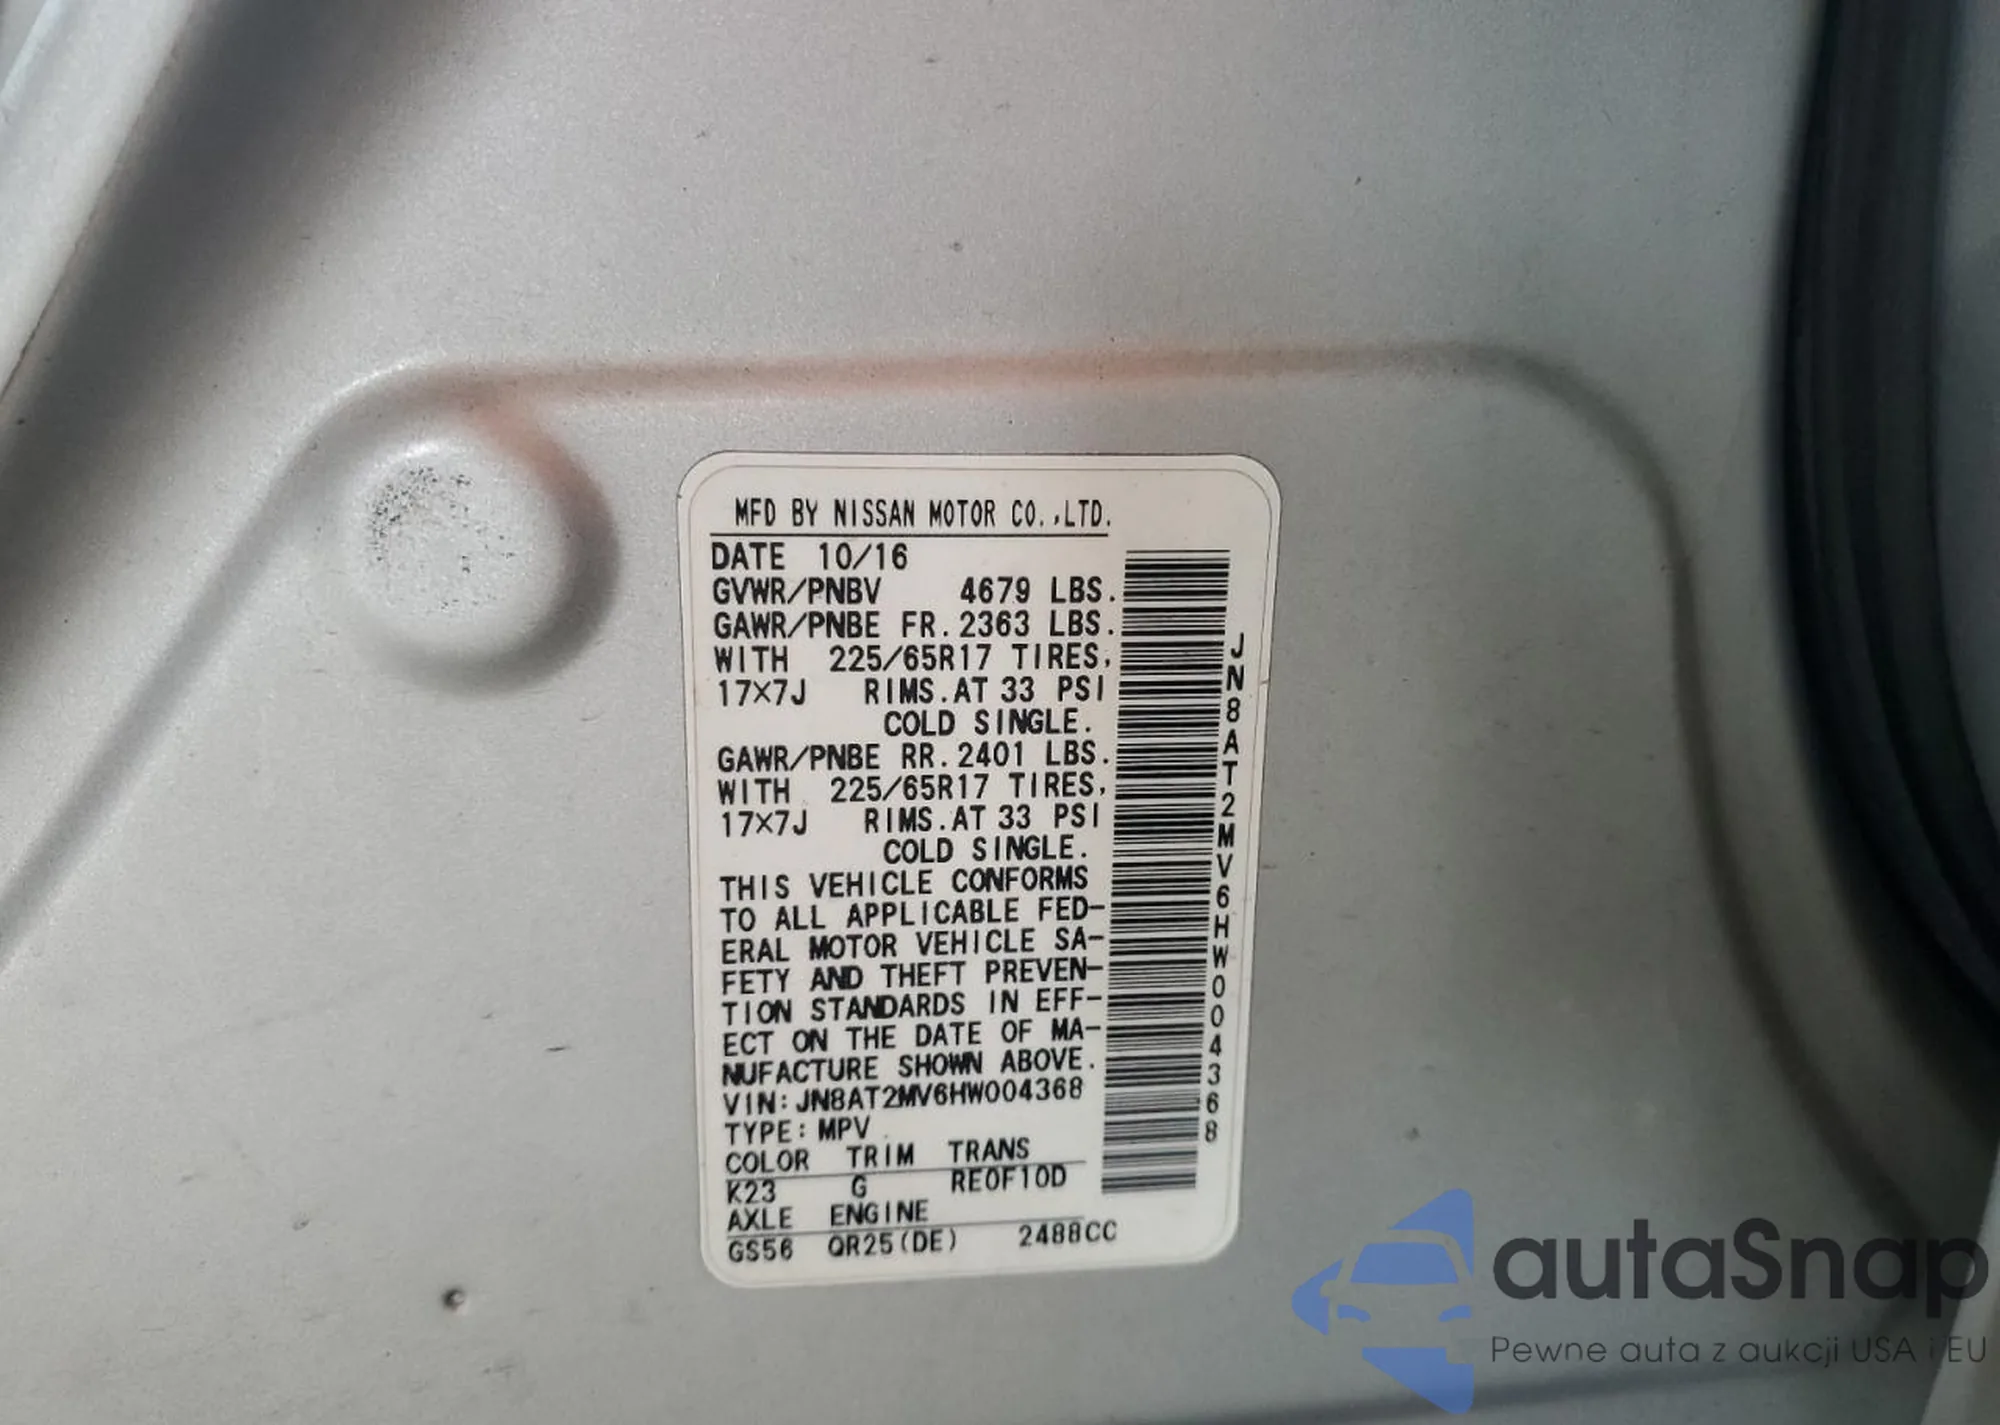 MFD BY NISSAN MOTOR CO.,LTD.
DATE 10/16
GVWR/PNBV 4679 LBS.
GAWR/PNBE FR.2363 LBS.
WITH 225/65R17 TIRES,
17×7J RIMS.AT 33 PSI
COLD SINGLE.
GAWR/PNBE RR.2401 LBS.
WITH 225/65R17 TIRES,
17×7J RIMS.AT 33 PSI
COLD SINGLE.
THIS VEHICLE CONFORMS
TO ALL APPLICABLE FED-
ERAL MOTOR VEHICLE SA-
FETY AND THEFT PREVEN-
TION STANDARDS IN EFF-
ECT ON THE DATE OF MA-
NUFACTURE SHOWN ABOVE.
VIN:JN8AT2MV6HW004368
TYPE:MPV
COLOR TRIM TRANS
K23 G RE0F10D
AXLE ENGINE
GS56 QR25(DE) 2488CC
JN8AT2MV6HW004368
autaSnap
Pewne auta z aukcji USA i EU